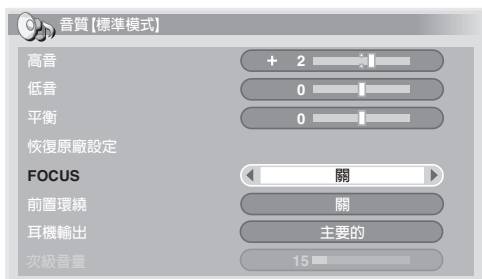 音質【標準模式】
高音 + 2
低音 0
平衡 0
恢復原廠設定
FOCUS 關
前置環繞 關
耳機輸出 主要的
次級音量 15